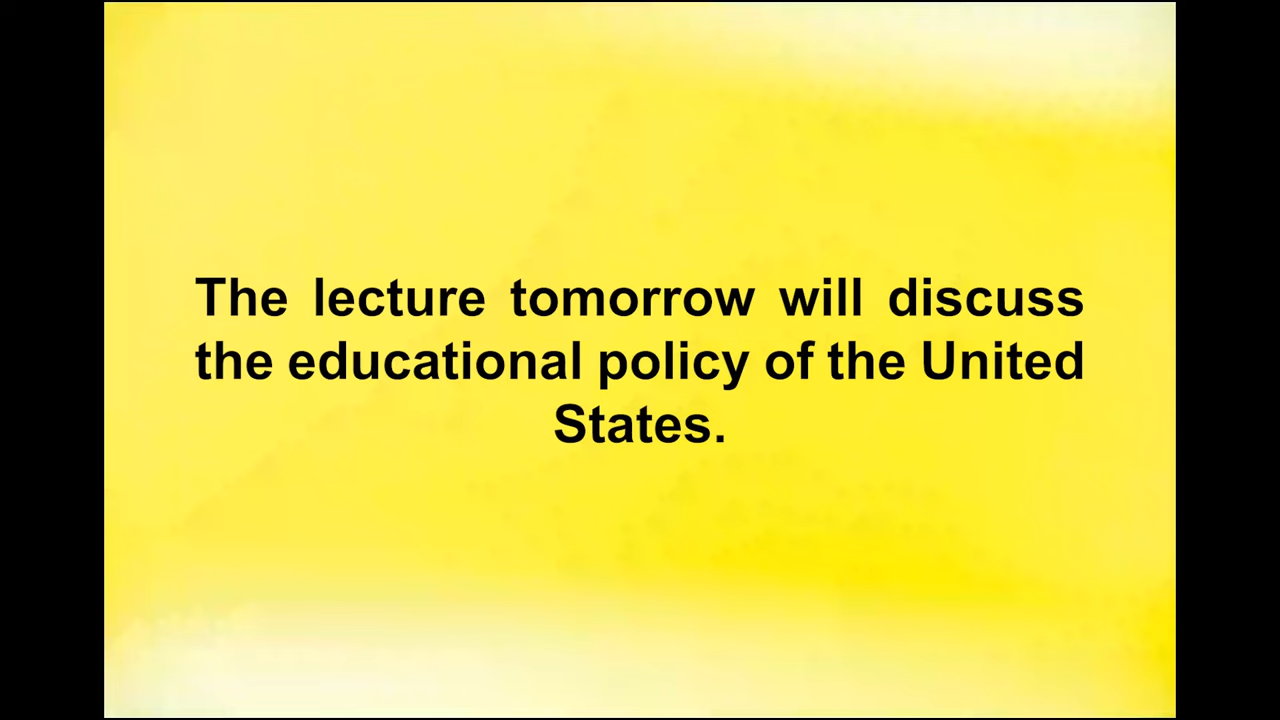 The lecture tomorrow will discuss
the educational policy of the United
States.